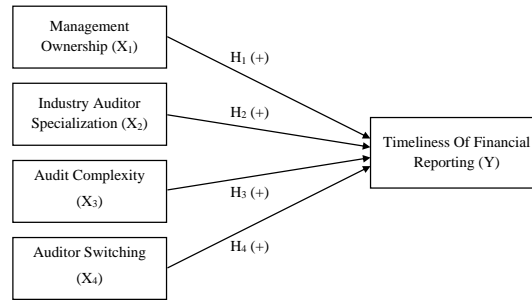 Management
Ownership (X₁)
H₁ (+)
Industry Auditor
Specialization (X₂)
H₂ (+)
Timeliness Of Financial
Reporting (Y)
Audit Complexity
(X₃)
H₃ (+)
Auditor Switching
(X₄)
H₄ (+)